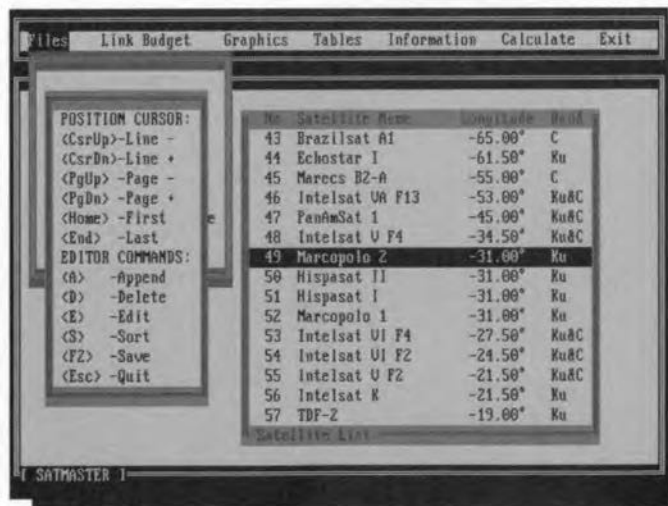 Files Link Budget Graphics Tables Information Calculate Exit
POSITION CURSOR:
<CsrUp>-Line -
<CsrDn>-Line +
<PgUp> -Page -
<PgDn> -Page +
<Home> -First
<End> -Last
EDITOR COMMANDS:
<A> -Append
<D> -Delete
<E> -Edit
<S> -Sort
<F2> -Save
<Esc> -Quit
e
No Satellite Name Longitude Band
43 Brazilsat A1 -65.00° C
44 Echostar I -61.50° Ku
45 Marecs B2-A -55.00° C
46 Intelsat VA F13 -53.00° Ku&C
47 PanAmSat 1 -45.00° Ku&C
48 Intelsat V F4 -34.50° Ku&C
49 Marcopolo 2 -31.00° Ku
50 Hispasat II -31.00° Ku
51 Hispasat I -31.00° Ku
52 Marcopolo 1 -31.00° Ku
53 Intelsat VI F4 -27.50° Ku&C
54 Intelsat VI F2 -24.50° Ku&C
55 Intelsat V F2 -21.50° Ku&C
56 Intelsat K -21.50° Ku
57 TDF-2 -19.00° Ku
Satellite List
[ SATMASTER ]